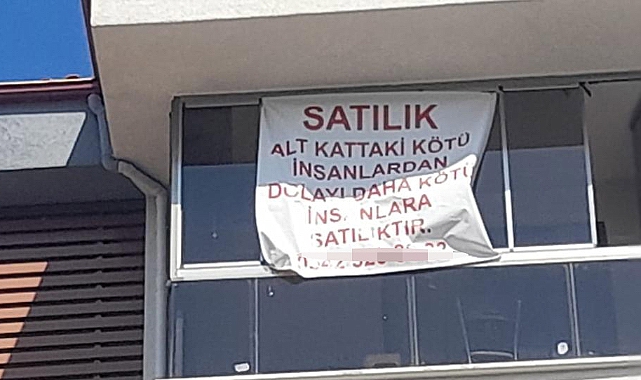 SATILIK
ALT KATTAKİ KÖTÜ
İNSANLARDAN
DOLAYI DAHA KÖTÜ
İNSANLARA
SATILIKTIR.